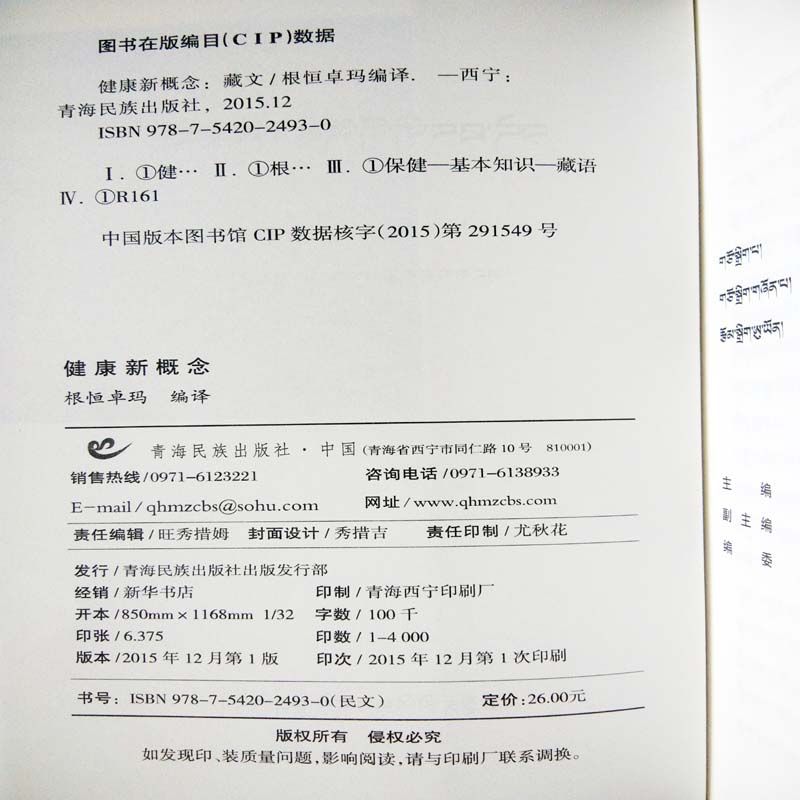 图书在版编目(CIP)数据
健康新概念：藏文/根恒卓玛编译. —西宁：
青海民族出版社，2015.12
ISBN 978-7-5420-2493-0
Ⅰ.①健… Ⅱ.①根… Ⅲ.①保健—基本知识—藏语
Ⅳ.①R161
中国版本图书馆 CIP 数据核字(2015)第 291549 号
健康新概念
根恒卓玛 编译
青海民族出版社·中国(青海省西宁市同仁路 10 号 810001)
销售热线/0971-6123221 咨询电话/0971-6138933
E-mail/qhmzcbs@sohu.com 网址/www.qhmzcbs.com
责任编辑/旺秀措姆 封面设计/秀措吉 责任印制/尤秋花
发行/青海民族出版社出版发行部
经销/新华书店 印制/青海西宁印刷厂
开本/850mm×1168mm 1/32 字数/100 千
印张/6.375 印数/1-4 000
版本/2015 年 12 月第 1 版 印次/2015 年 12 月第 1 次印刷
书号：ISBN 978-7-5420-2493-0(民文) 定价：26.00元
版权所有 侵权必究
如发现印、装质量问题，影响阅读，请与印刷厂联系调换。
གཙོ་སྒྲིག་པ།
གཙོ་སྒྲིག་གཞོན་པ།
རྩོམ་སྒྲིག་ཨུ་ཡོན།
主 编
副主编
编 委